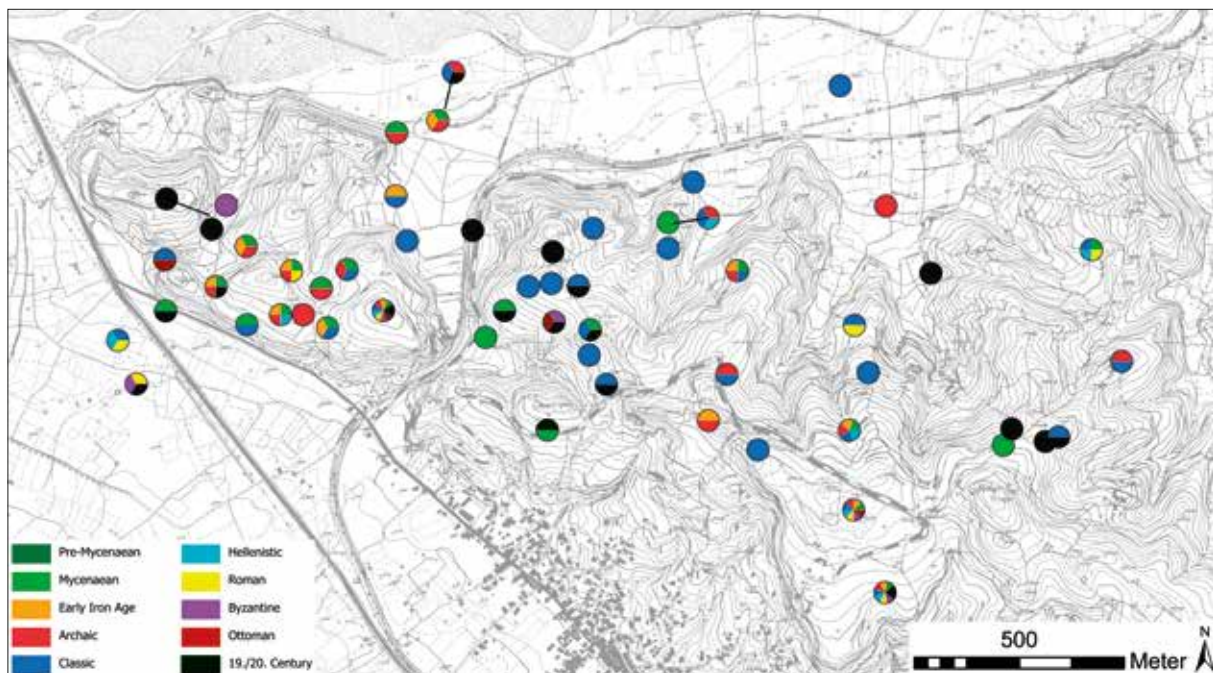 Pre-Mycenaean
Mycenaean
Early Iron Age
Archaic
Classic
Hellenistic
Roman
Byzantine
Ottoman
19./20. Century
500
Meter
N